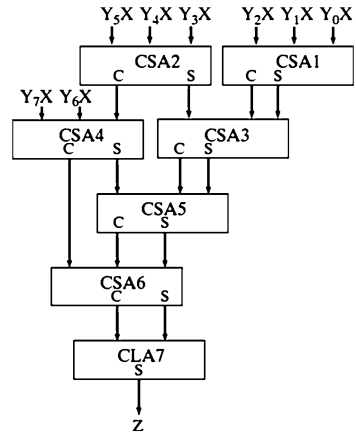 Y₅X Y₄X Y₃X Y₂X Y₁X Y₀X
CSA2 CSA1
C S C S
Y₇X Y₆X
CSA4 CSA3
C S C S
CSA5
C S
CSA6
C S
CLA7
S
Z